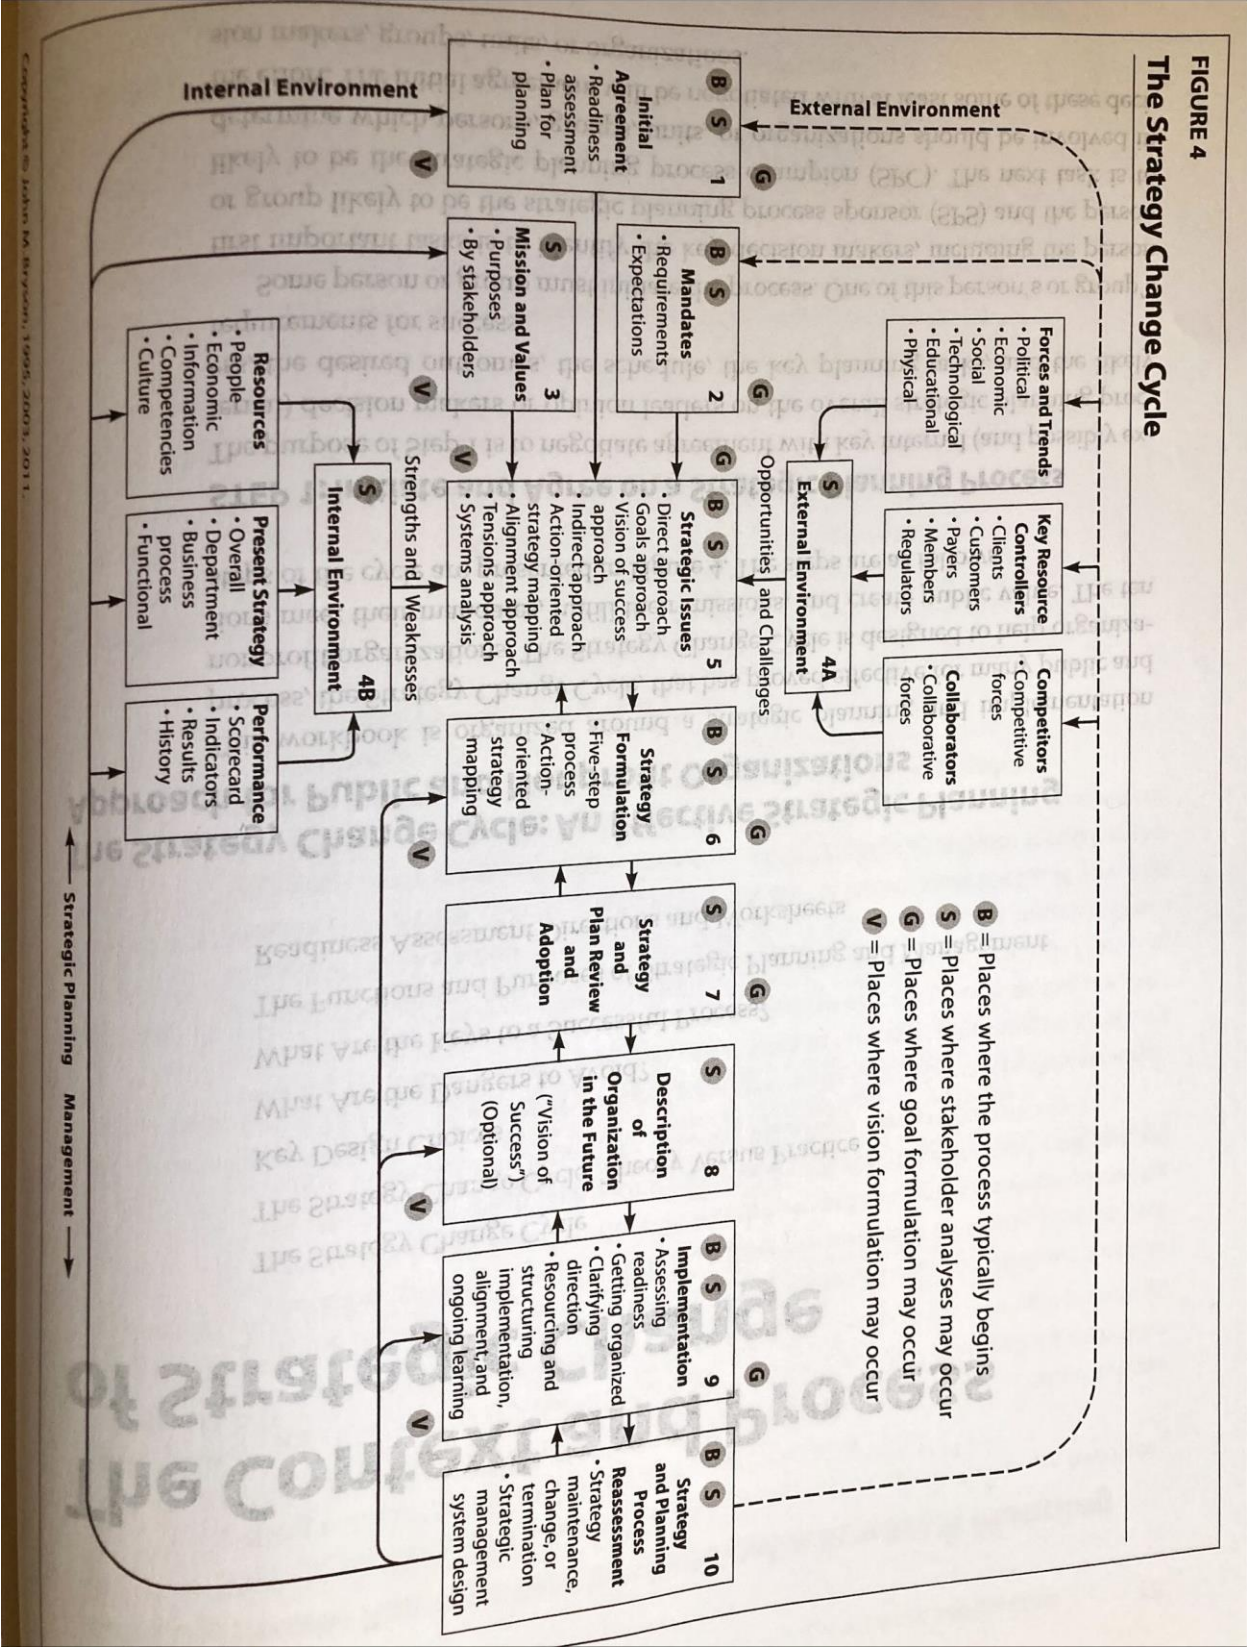 FIGURE 4
The Strategy Change Cycle
External Environment
Forces and Trends
• Political
• Economic
• Social
• Technological
• Educational
• Physical
Key Resource
Controllers
• Clients
• Customers
• Payers
• Members
• Regulators
Competitors
• Competitive
forces
Collaborators
• Collaborative
forces
B = Places where the process typically begins
S = Places where stakeholder analyses may occur
G = Places where goal formulation may occur
V = Places where vision formulation may occur
S 4A
External Environment
Opportunities and Challenges
B S 1
Initial
Agreement
• Readiness
assessment
• Plan for
planning
G
V
B S 2
Mandates
• Requirements
• Expectations
G
S 3
Mission and Values
• Purposes
• By stakeholders
V
G
B S 5
Strategic Issues
• Direct approach
• Goals approach
• Vision of success
approach
• Indirect approach
• Action-oriented
strategy mapping
• Alignment approach
• Tensions approach
• Systems analysis
V
B S 6
Strategy
Formulation
• Five-step
process
• Action-
oriented
strategy
mapping
G
V
S 7
Strategy
and
Plan Review
and
Adoption
G
S 8
Description
of
Organization
in the Future
("Vision of
Success")
(Optional)
V
B S 9
Implementation
• Assessing
readiness
• Getting organized
• Clarifying
direction
• Resourcing and
structuring
implementation,
alignment, and
ongoing learning
G
V
B S 10
Strategy
and Planning
Process
Reassessment
• Strategy
maintenance,
change, or
termination
• Strategic
management
system design
Strengths and Weaknesses
S 4B
Internal Environment
Internal Environment
Resources
• People
• Economic
• Information
• Competencies
• Culture
Present Strategy
• Overall
• Department
• Business
process
• Functional
Performance
• Scorecard
• Indicators
• Results
• History
Strategic Planning Management
Copyright © John M. Bryson, 1995, 2003, 2011.